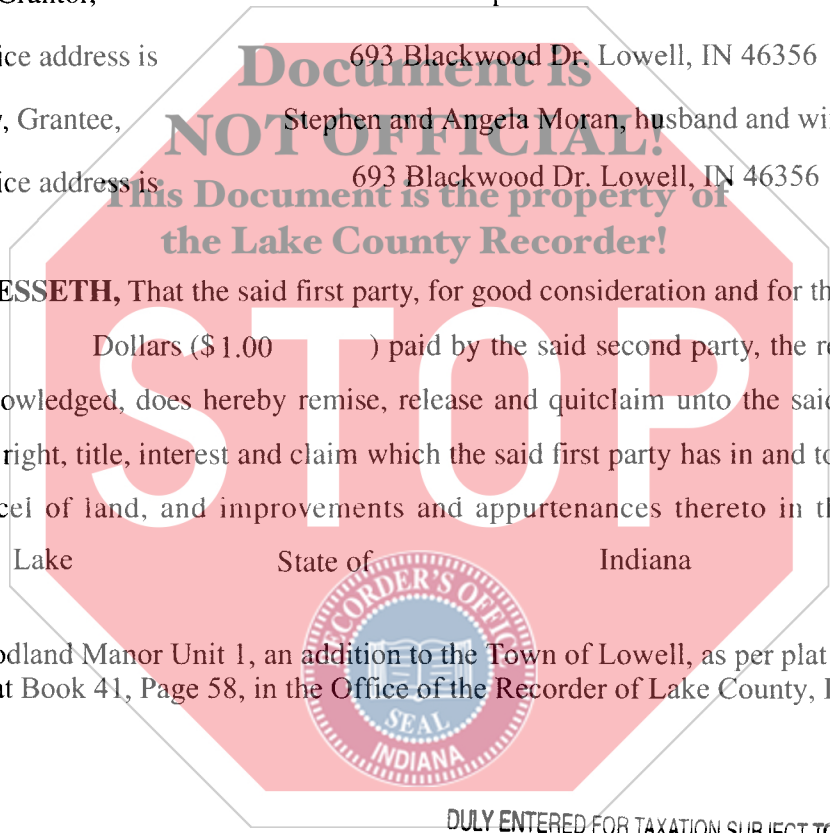 Grantor,
ice address is 693 Blackwood Dr. Lowell, IN 46356
Document is
, Grantee, Stephen and Angela Moran, husband and wi
NOT OFFICIAL!
ice address is 693 Blackwood Dr. Lowell, IN 46356
This Document is the property of
the Lake County Recorder!
ESSETH, That the said first party, for good consideration and for th
STOP
Dollars ($ 1.00 ) paid by the said second party, the re
owledged, does hereby remise, release and quitclaim unto the said
right, title, interest and claim which the said first party has in and to
cel of land, and improvements and appurtenances thereto in th
Lake State of Indiana
RECORDER'S OFFICE
odland Manor Unit 1, an addition to the Town of Lowell, as per plat
at Book 41, Page 58, in the Office of the Recorder of Lake County, I
SEAL
INDIANA
DULY ENTERED FOR TAXATION SUBJECT TO